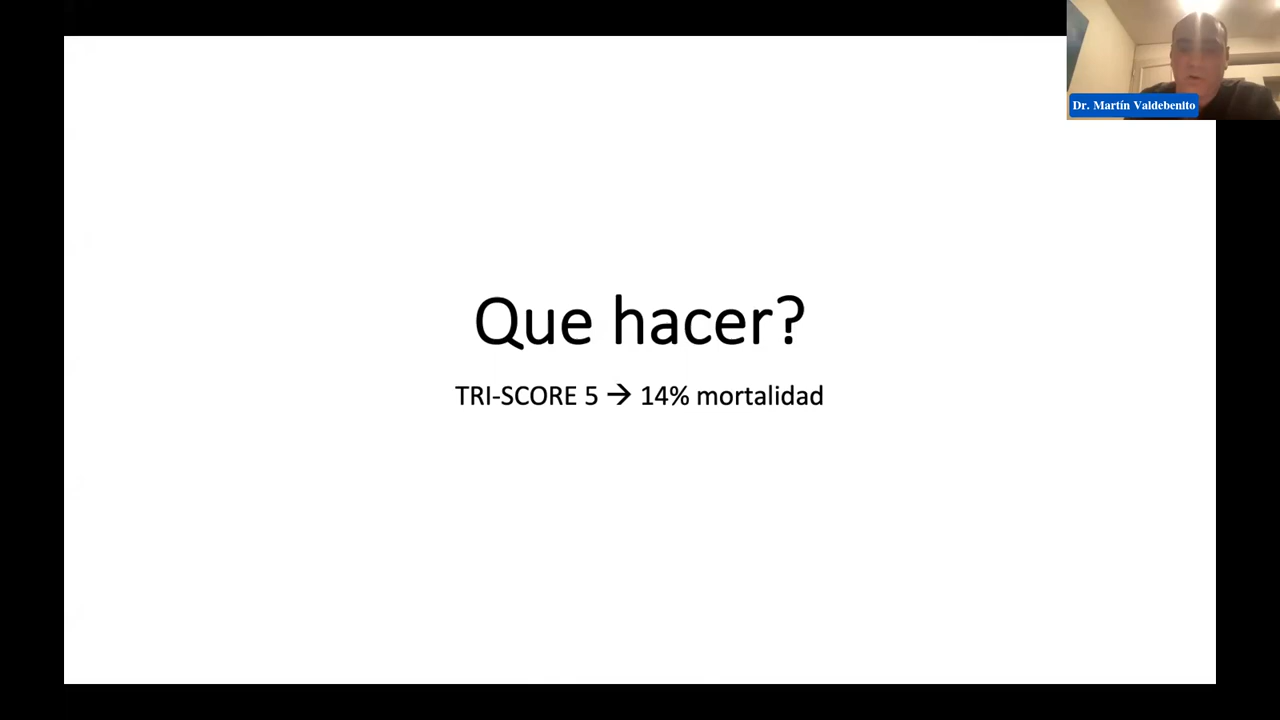 Dr. Martín Valdebenito
Que hacer?
TRI-SCORE 5 → 14% mortalidad